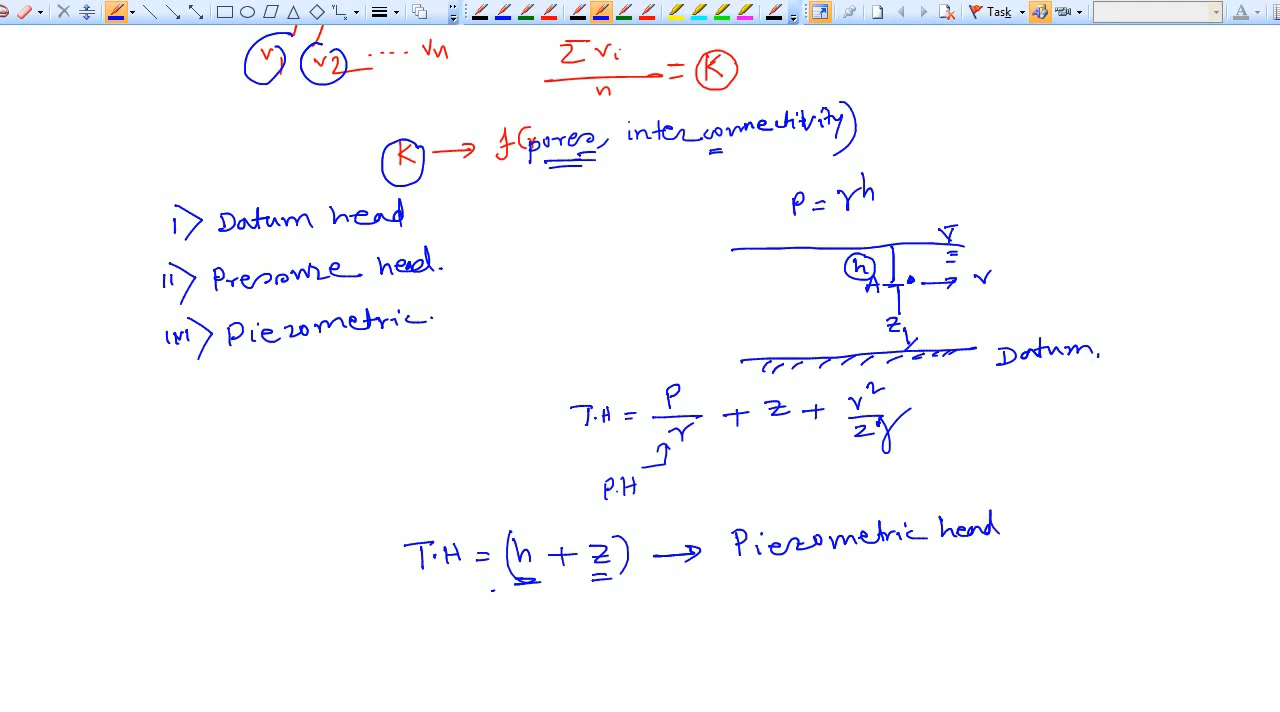 Task
v1 v2 .... vn
Σvi / n = K
K → f(pores, interconnectivity)
P = γh
i) Datum head
ii) Pressure head.
iii) Piezometric.
h
A
v
z
Datum.
T.H = P/γ + z + v²/2g
P.H
T.H = (h + z) → Piezometric head